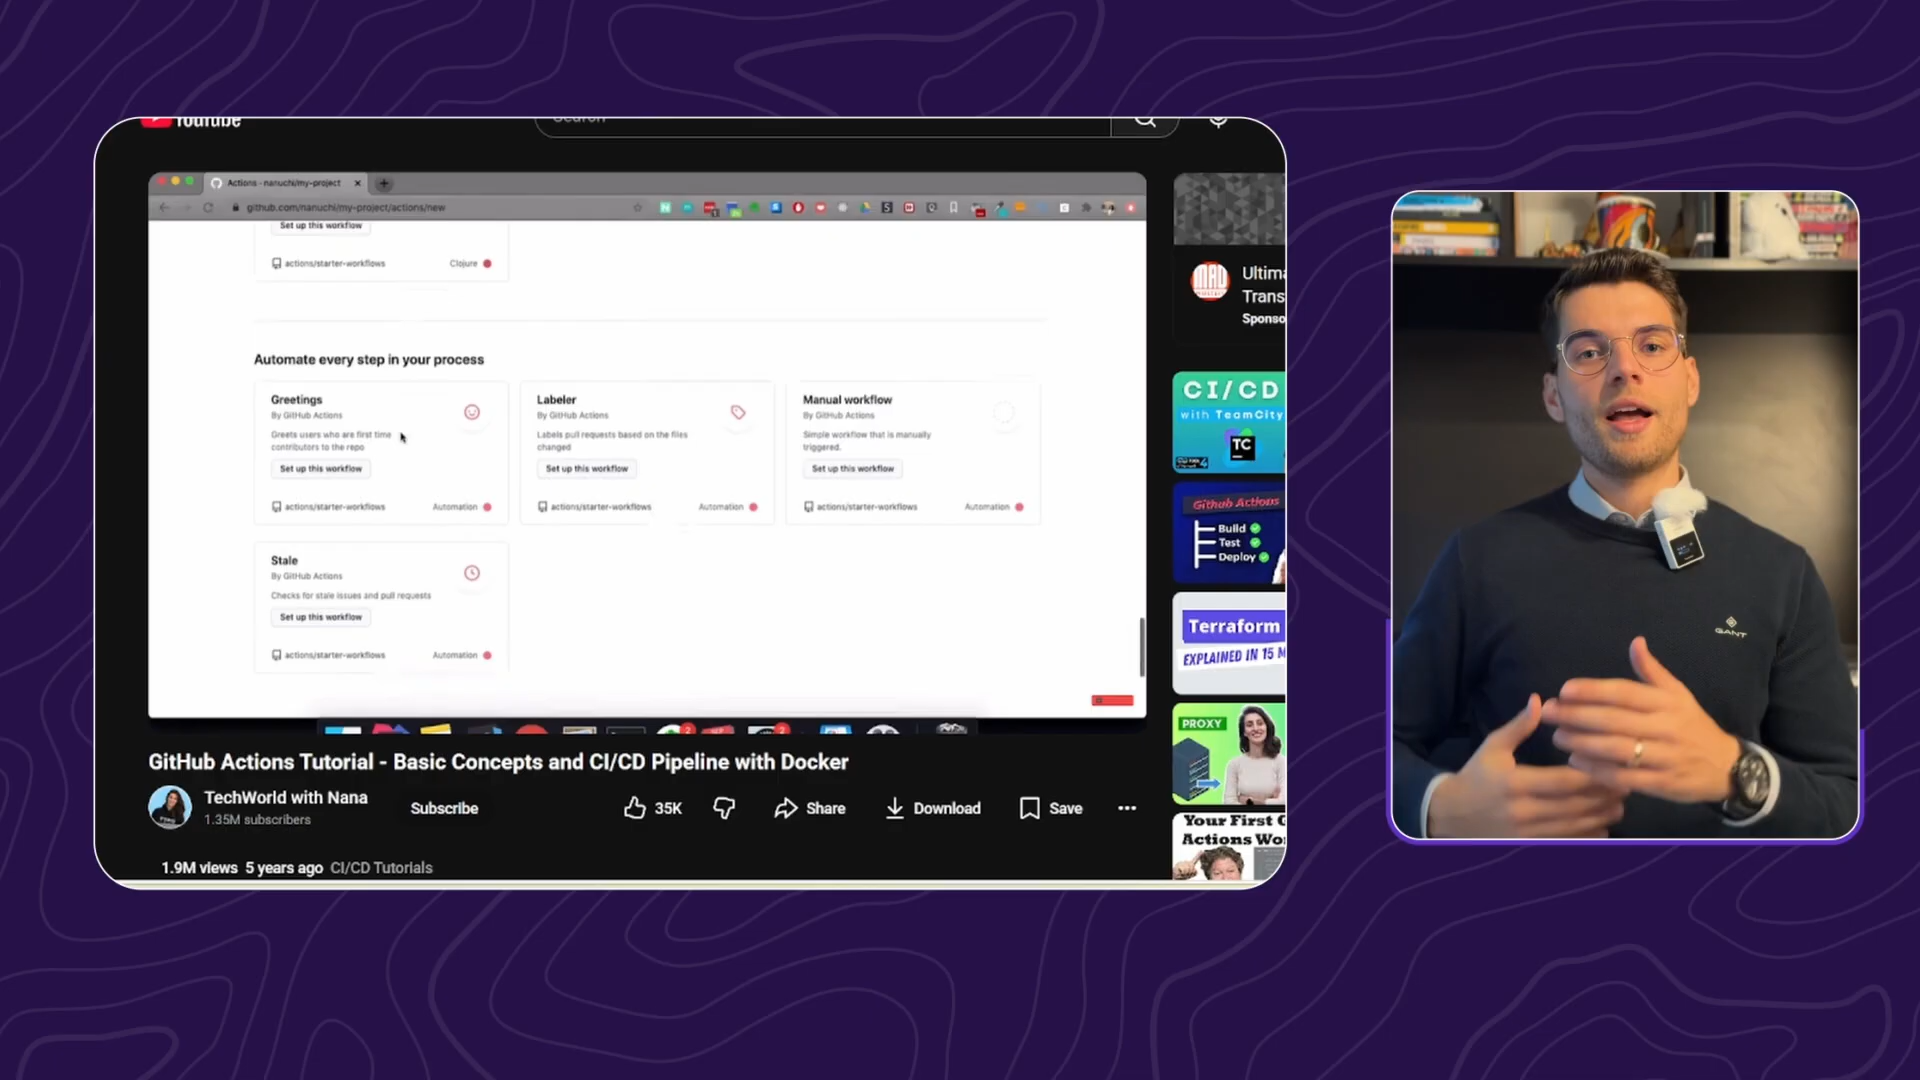 YouTube
Search
Actions - nanuchi/my-project
github.com/nanuchi/my-project/actions/new
Set up this workflow
actions/starter-workflows
Clojure
Automate every step in your process
Greetings
By GitHub Actions
Greets users who are first time
contributors to the repo
Set up this workflow
actions/starter-workflows
Automation
Labeler
By GitHub Actions
Labels pull requests based on the files
changed
Set up this workflow
actions/starter-workflows
Automation
Manual workflow
By GitHub Actions
Simple workflow that is manually
triggered.
Set up this workflow
actions/starter-workflows
Automation
Stale
By GitHub Actions
Checks for stale issues and pull requests
Set up this workflow
actions/starter-workflows
Automation
GitHub Actions Tutorial - Basic Concepts and CI/CD Pipeline with Docker
TechWorld with Nana
1.35M subscribers
Subscribe
35K
Share
Download
Save
1.9M views 5 years ago CI/CD Tutorials
MAD
Ultima
Trans
Sponso
CI/CD
with TeamCity
TC
Github Actions
Build
Test
Deploy
Terraform
EXPLAINED IN 15 M
PROXY
Your First G
Actions Wo
GANT